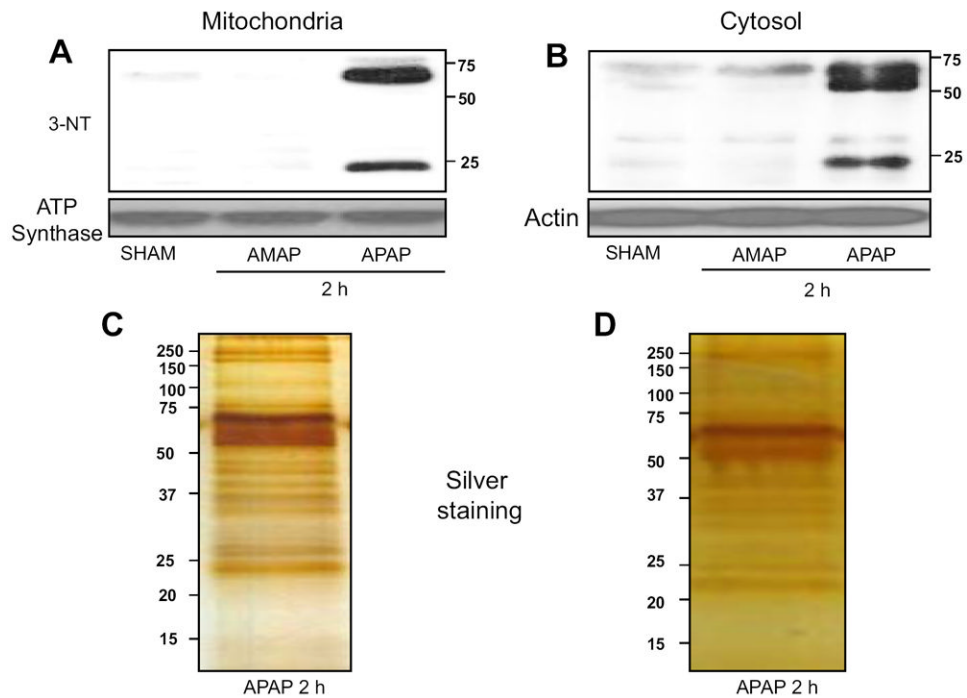 Mitochondria
Cytosol
A
B
75
50
25
3-NT
75
50
25
ATP
Synthase
Actin
SHAM
AMAP
APAP
2 h
SHAM
AMAP
APAP
2 h
C
D
250
150
100
75
50
37
25
20
15
APAP 2 h
Silver
staining
250
150
100
75
50
37
25
20
15
APAP 2 h